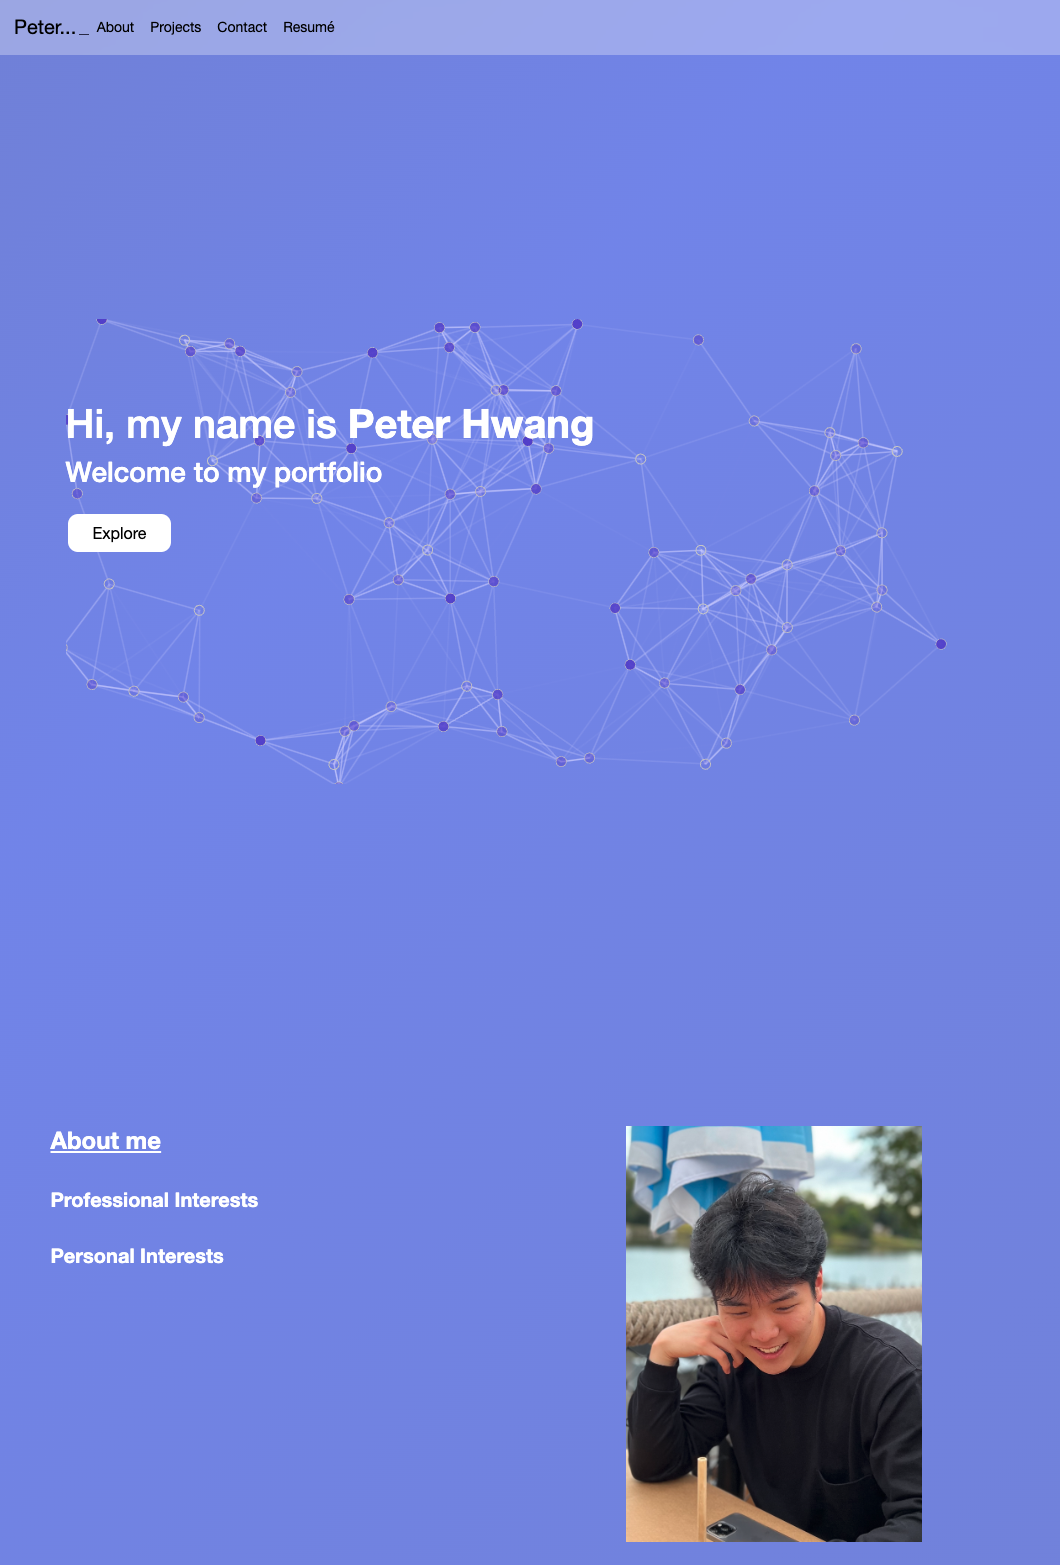 Peter... _ About Projects Contact Resumé
Hi, my name is Peter Hwang
Welcome to my portfolio
Explore
About me
Professional Interests
Personal Interests